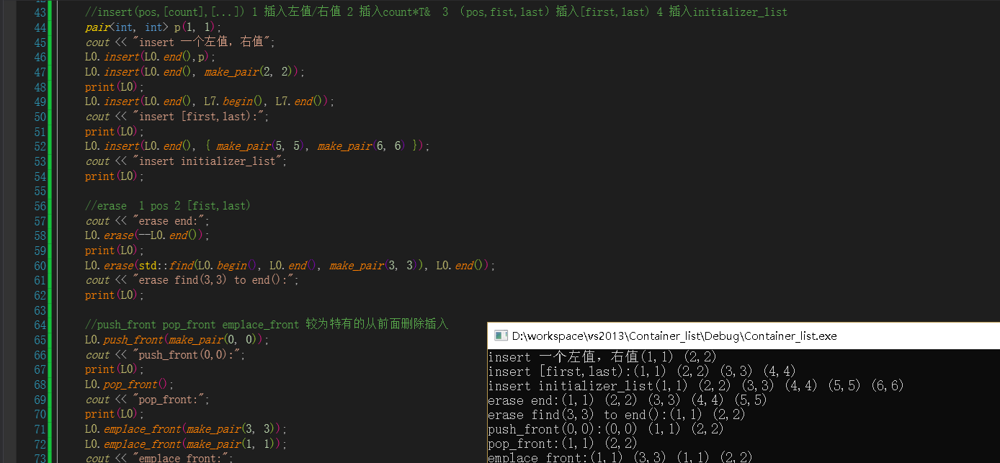 43 //insert(pos,[count],[...]) 1 插入左值/右值 2 插入count*T&  3 （pos,fist,last）插入[first,last) 4 插入initializer_list
44 pair<int, int> p(1, 1);
45 cout << "insert 一个左值，右值";
46 L0.insert(L0.end(),p);
47 L0.insert(L0.end(), make_pair(2, 2));
48 print(L0);
49 L0.insert(L0.end(), L7.begin(), L7.end());
50 cout << "insert [first,last):";
51 print(L0);
52 L0.insert(L0.end(), { make_pair(5, 5), make_pair(6, 6) });
53 cout << "insert initializer_list";
54 print(L0);
55
56 //erase  1 pos 2 [fist,last)
57 cout << "erase end:";
58 L0.erase(--L0.end());
59 print(L0);
60 L0.erase(std::find(L0.begin(), L0.end(), make_pair(3, 3)), L0.end());
61 cout << "erase find(3,3) to end():";
62 print(L0);
63
64 //push_front pop_front emplace_front 较为特有的从前面删除插入
65 L0.push_front(make_pair(0, 0));
66 cout << "push_front(0,0):";
67 print(L0);
68 L0.pop_front();
69 cout << "pop_front:";
70 print(L0);
71 L0.emplace_front(make_pair(3, 3));
72 L0.emplace_front(make_pair(1, 1));
73 cout << "emplace front:";
D:\workspace\vs2013\Container_list\Debug\Container_list.exe
insert 一个左值，右值(1,1) (2,2)
insert [first,last):(1,1) (2,2) (3,3) (4,4)
insert initializer_list(1,1) (2,2) (3,3) (4,4) (5,5) (6,6)
erase end:(1,1) (2,2) (3,3) (4,4) (5,5)
erase find(3,3) to end():(1,1) (2,2)
push_front(0,0):(0,0) (1,1) (2,2)
pop_front:(1,1) (2,2)
emplace front:(1,1) (3,3) (1,1) (2,2)